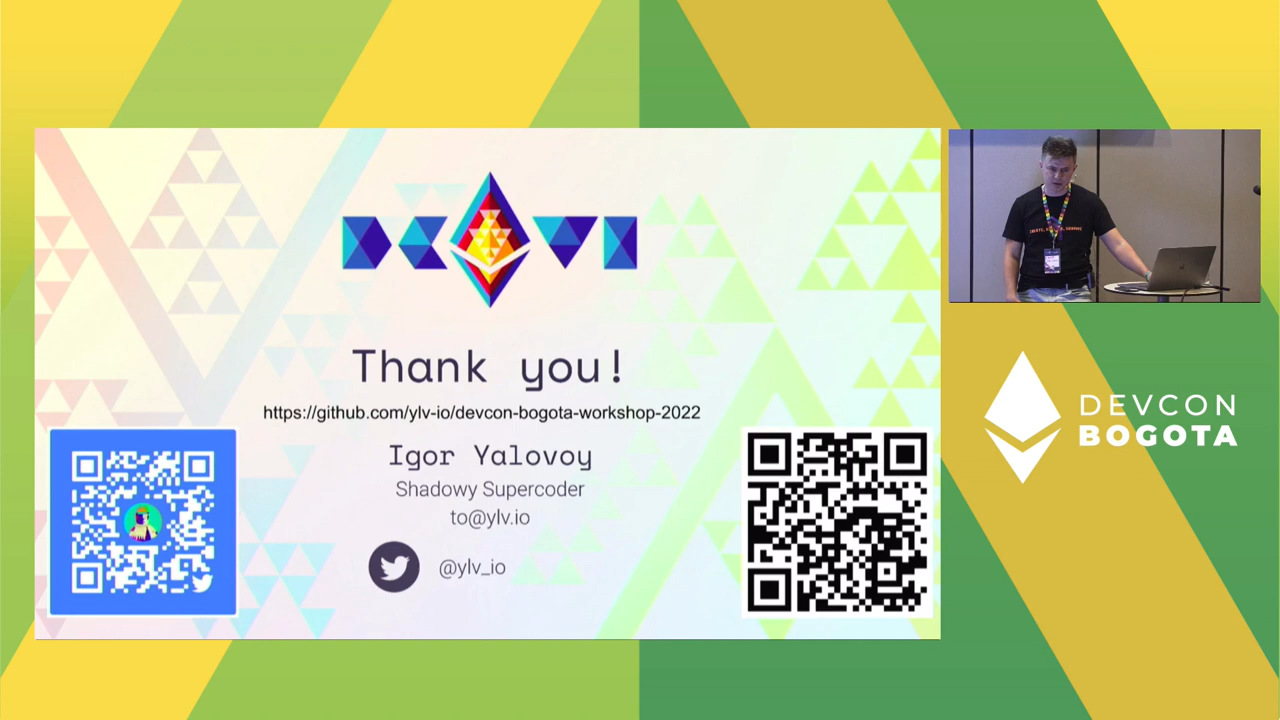 Thank you!
https://github.com/ylv-io/devcon-bogota-workshop-2022
Igor Yalovoy
Shadowy Supercoder
to@ylv.io
@ylv_io
DEVCON
BOGOTA